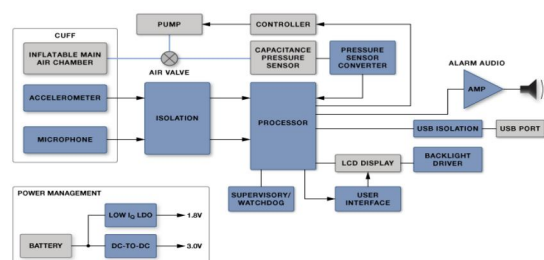 PUMP
CONTROLLER
CUFF
INFLATABLE MAIN
AIR CHAMBER
AIR VALVE
CAPACITANCE
PRESSURE
SENSOR
PRESSURE
SENSOR
CONVERTER
ALARM AUDIO
AMP
ACCELEROMETER
MICROPHONE
ISOLATION
PROCESSOR
USB ISOLATION
USB PORT
LCD DISPLAY
BACKLIGHT
DRIVER
SUPERVISORY/
WATCHDOG
USER
INTERFACE
POWER MANAGEMENT
LOW IQ LDO
1.8V
BATTERY
DC-TO-DC
3.0V